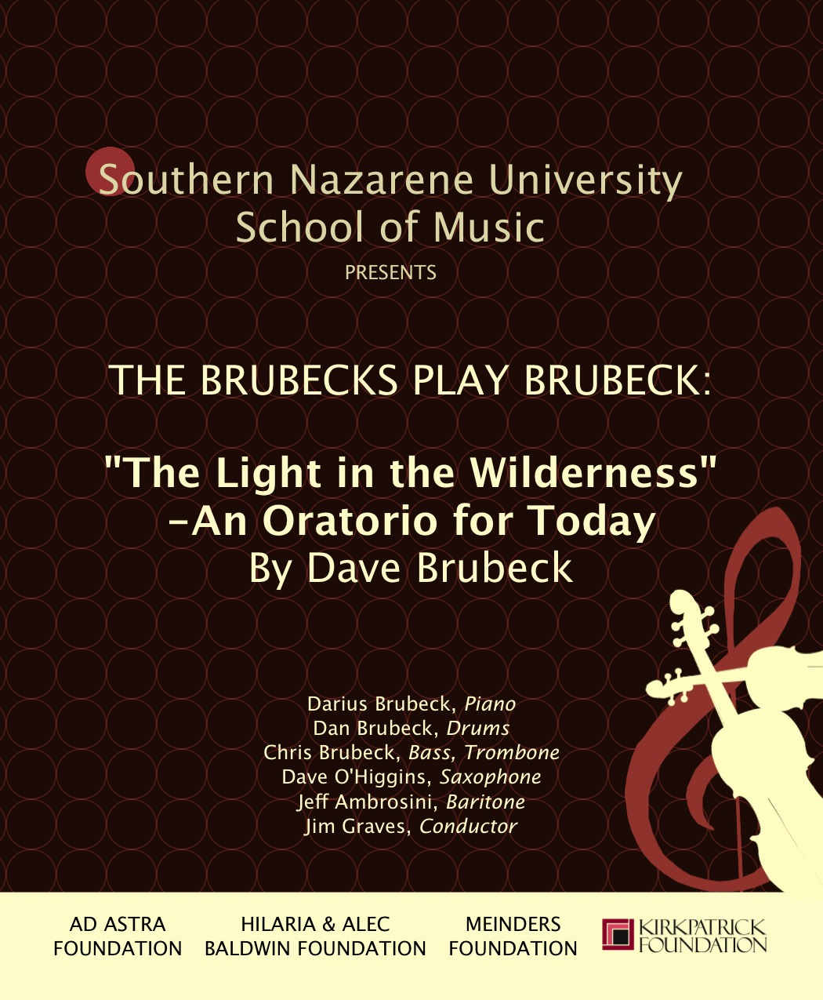 Southern Nazarene University
School of Music
PRESENTS
THE BRUBECKS PLAY BRUBECK:
"The Light in the Wilderness"
–An Oratorio for Today
By Dave Brubeck
Darius Brubeck, Piano
Dan Brubeck, Drums
Chris Brubeck, Bass, Trombone
Dave O'Higgins, Saxophone
Jeff Ambrosini, Baritone
Jim Graves, Conductor
AD ASTRA
FOUNDATION
HILARIA & ALEC
BALDWIN FOUNDATION
MEINDERS
FOUNDATION
KIRKPATRICK
FOUNDATION